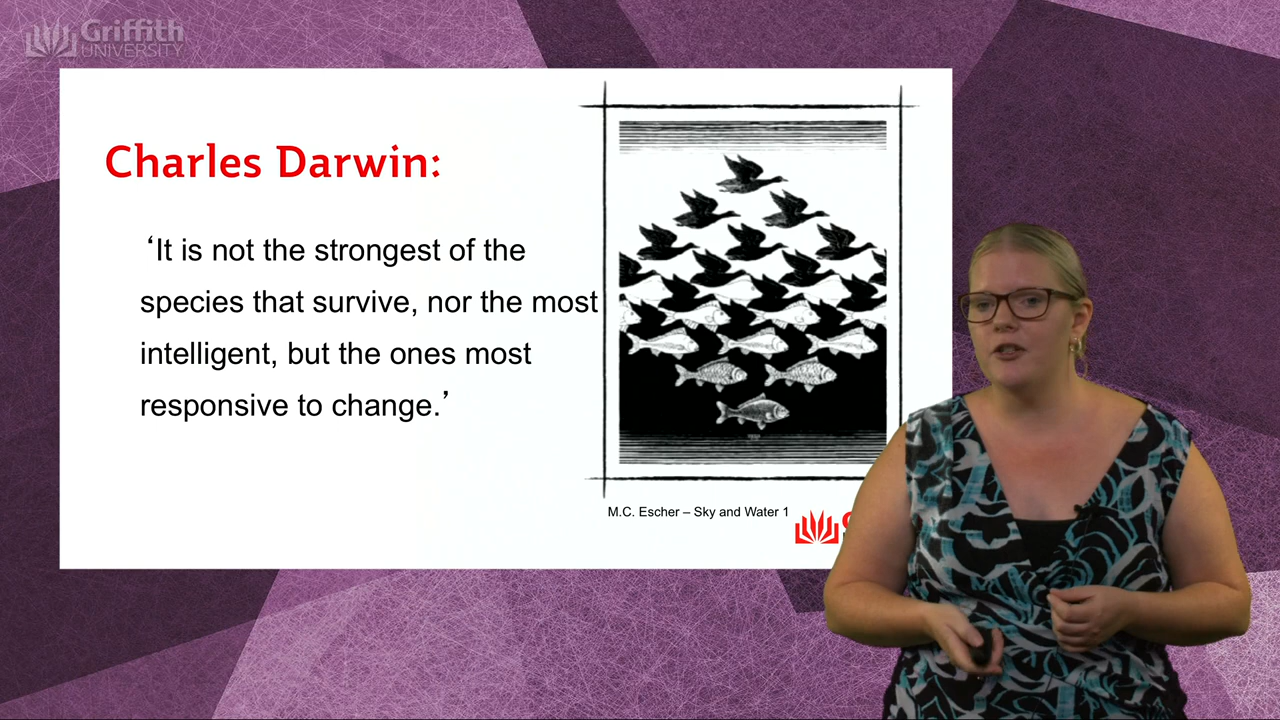 Griffith
UNIVERSITY
Charles Darwin:
‘It is not the strongest of the
species that survive, nor the most
intelligent, but the ones most
responsive to change.’
M.C. Escher – Sky and Water 1